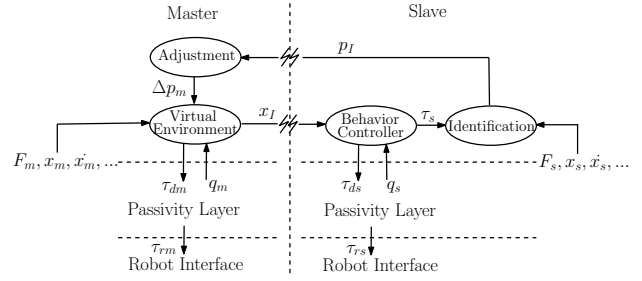 Master Slave
Adjustment
p_I
Δp_m
Virtual
Environment
x_I
Behavior
Controller
τ_s
Identification
F_m, x_m, ẋ_m, ...
F_s, x_s, ẋ_s, ...
τ_dm q_m
τ_ds q_s
Passivity Layer
Passivity Layer
τ_rm
τ_rs
Robot Interface
Robot Interface